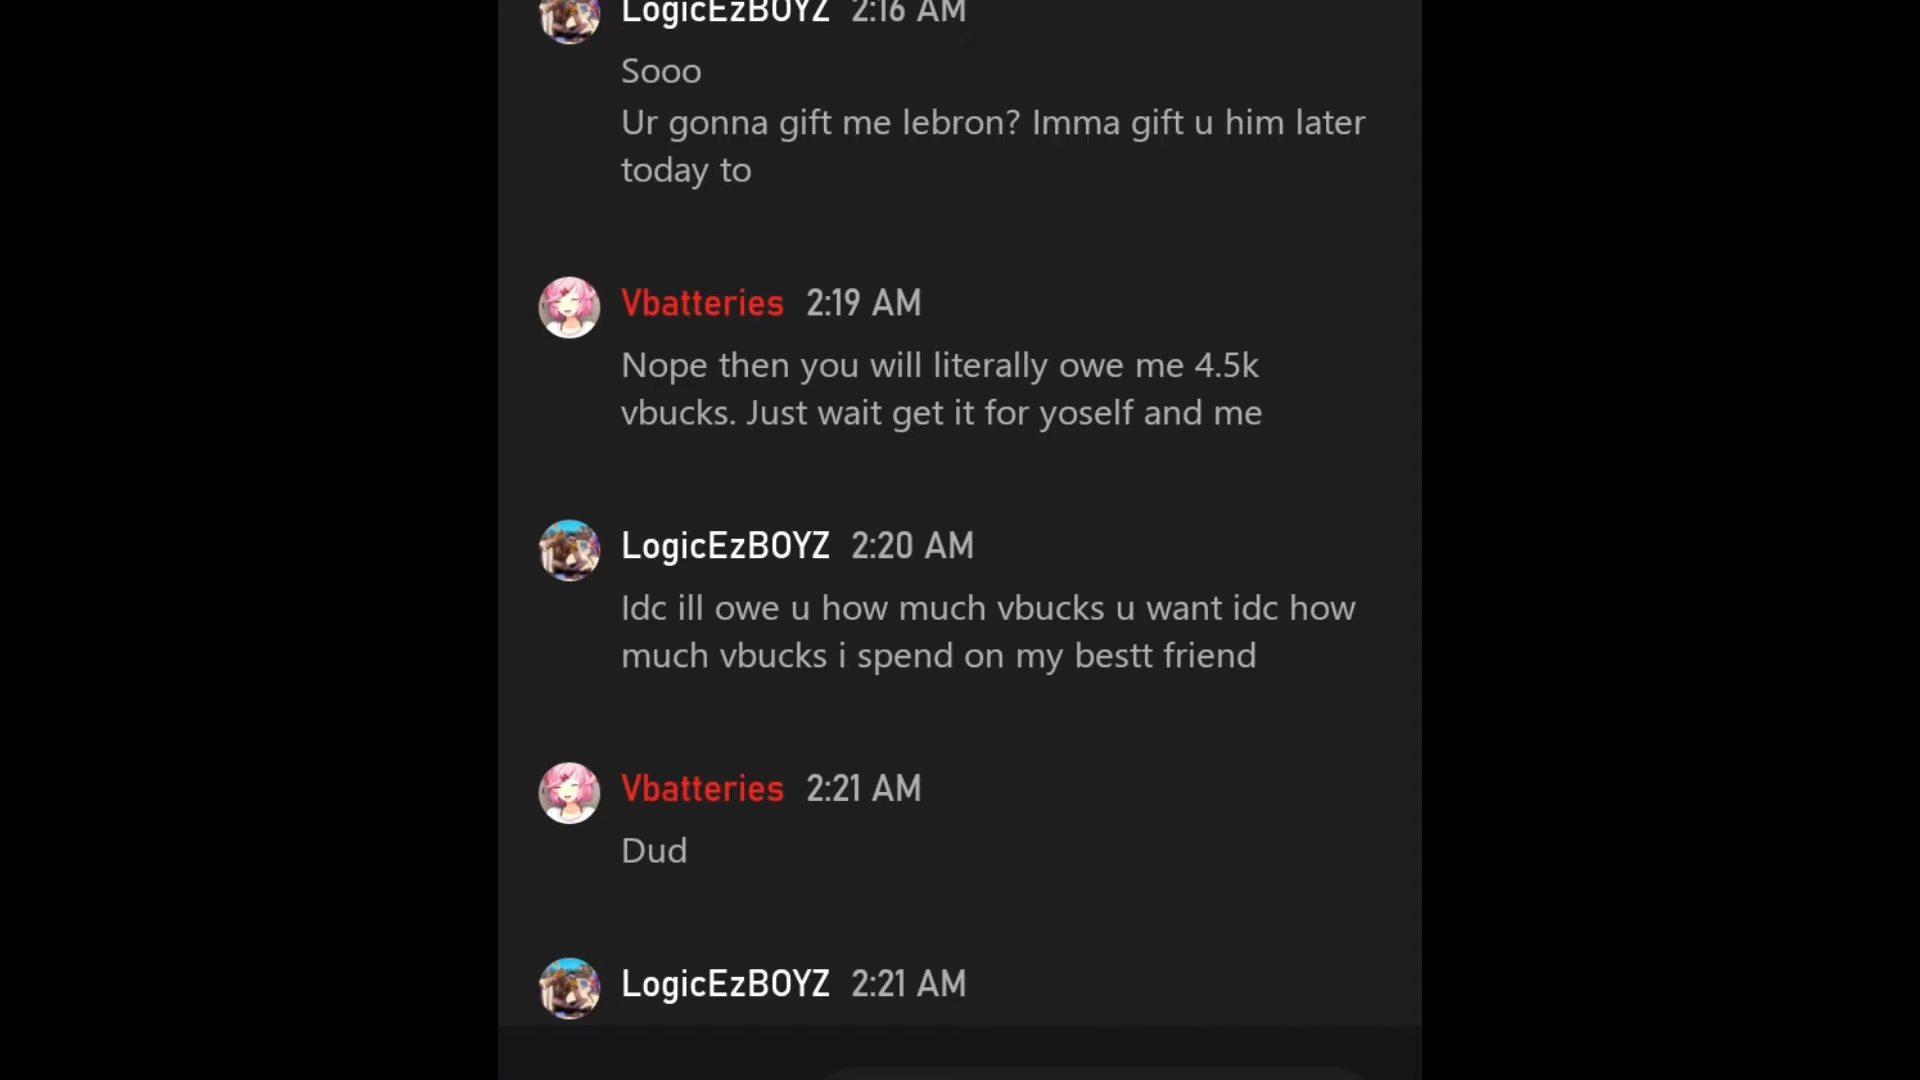 LogicEzBOYZ 2:16 AM
Sooo
Ur gonna gift me lebron? Imma gift u him later
today to
Vbatteries 2:19 AM
Nope then you will literally owe me 4.5k
vbucks. Just wait get it for yoself and me
LogicEzBOYZ 2:20 AM
Idc ill owe u how much vbucks u want idc how
much vbucks i spend on my bestt friend
Vbatteries 2:21 AM
Dud
LogicEzBOYZ 2:21 AM